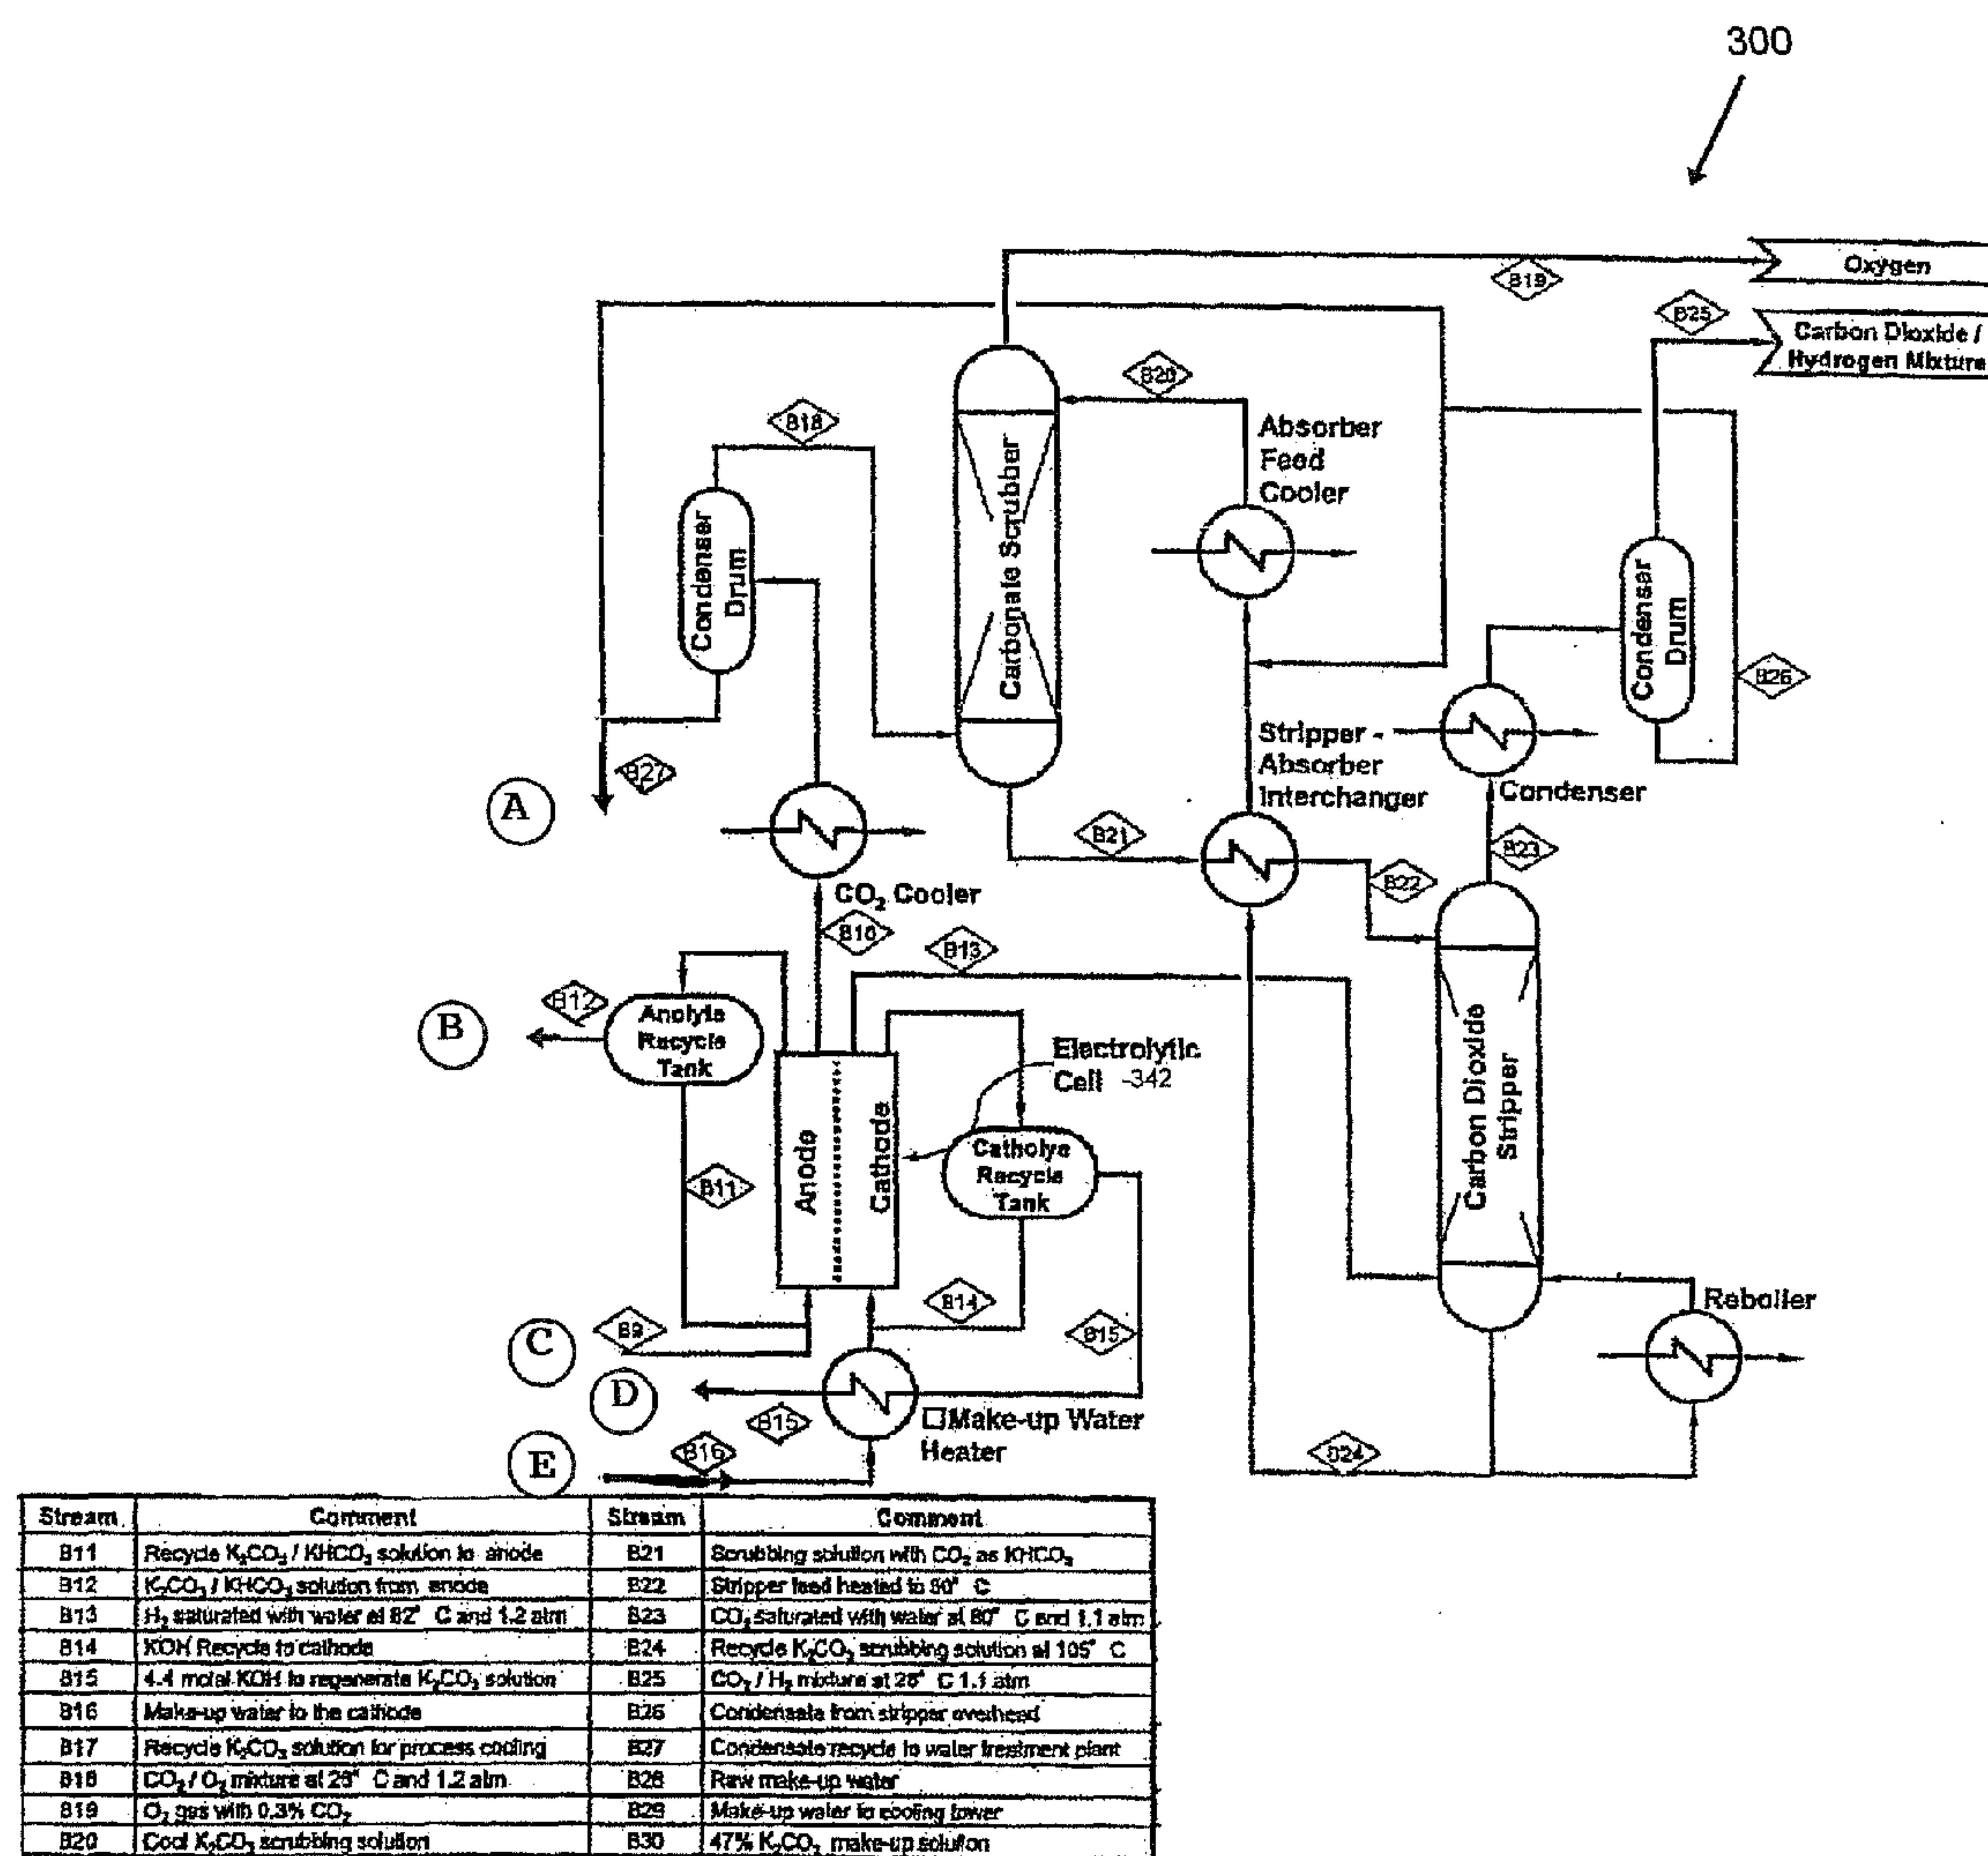 300
Oxygen
B19
B25
Carbon Dioxide /
Hydrogen Mixture
B20
B18
Absorber
Feed
Cooler
Carbonate Scrubber
Condenser
Drum
Condenser
Drum
B26
Stripper -
Absorber
Interchanger
B27
A
Condenser
B21
B23
B22
CO₂ Cooler
B10
B13
B12
B
Anolyte
Recycle
Tank
Electrolytic
Cell -342
Anode
Cathode
Catholye
Recycle
Tank
Carbon Dioxide
Stripper
B11
B14
B15
Reboiler
C
B9
D
B15
Make-up Water
Heater
E
B16
B24
Stream Comment Stream Comment
B11 Recycle K₂CO₃ / KHCO₃ solution to anode B21 Scrubbing solution with CO₂ as KHCO₃
B12 K₂CO₃ / KHCO₃ solution from anode B22 Stripper feed heated to C
B13 H₂ saturated with water at 82° C and 1.2 atm B23 CO₂ saturated with water at 80° C and 1.1 atm
B14 KOH Recycle to cathode B24 Recycle K₂CO₃ scrubbing solution at 105° C
B15 4.4 molal KOH to regenerate K₂CO₃ solution B25 CO₂ / H₂ mixture at C 1.1 atm
B16 Make-up water to the cathode B26 Condensate from stripper overhead
B17 Recycle K₂CO₃ solution for process cooling B27 Condensate recycle to water treatment plant
B18 CO₂ / O₂ mixture at C and 1.2 atm B28 Raw make-up water
B19 O₂ gas with 0.3% CO₂ B29 Make-up water to cooling tower
B20 Cool K₂CO₃ scrubbing solution B30 47% K₂CO₃ make-up solution